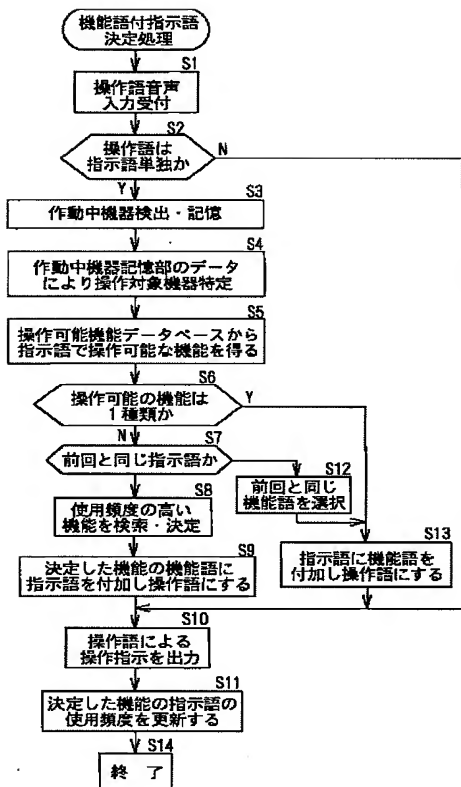 機能語付指示語
決定処理
S1
操作語音声
入力受付
S2
操作語は
指示語単独か
N
Y
S3
作動中機器検出・記憶
S4
作動中機器記憶部のデータ
により操作対象機器特定
S5
操作可能機能データベースから
指示語で操作可能な機能を得る
S6
操作可能の機能は
1種類か
Y
N
S7
前回と同じ指示語か
S12
前回と同じ
機能語を選択
S8
使用頻度の高い
機能を検索・決定
S13
指示語に機能語を
付加し操作語にする
S9
決定した機能の機能語に
指示語を付加し操作語にする
S10
操作語による
操作指示を出力
S11
決定した機能の指示語の
使用頻度を更新する
S14
終 了